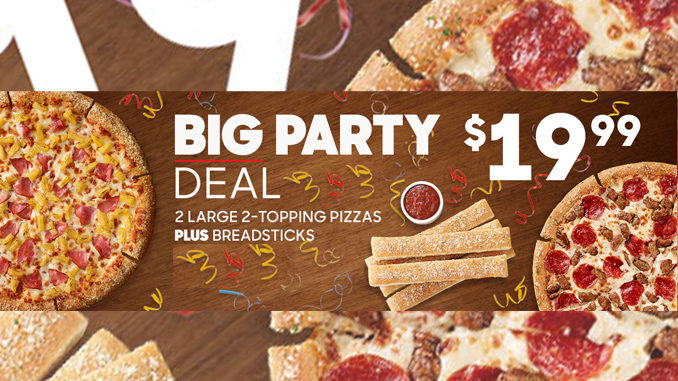 BIG PARTY
DEAL
2 LARGE 2-TOPPING PIZZAS
PLUS BREADSTICKS
$19.99